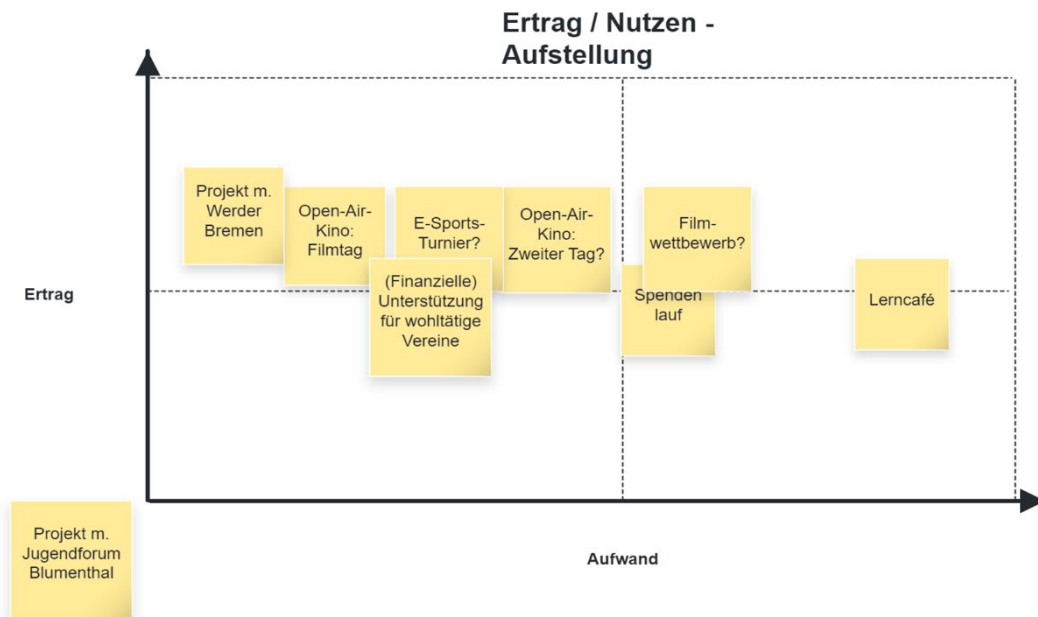 Ertrag / Nutzen -
Aufstellung
Projekt m.
Werder
Bremen
Open-Air-
Kino:
Filmtag
E-Sports-
Turnier?
Open-Air-
Kino:
Zweiter Tag?
Film-
wettbewerb?
(Finanzielle)
Unterstützung
für wohltätige
Vereine
Spenden
lauf
Lerncafé
Ertrag
Projekt m.
Jugendforum
Blumenthal
Aufwand